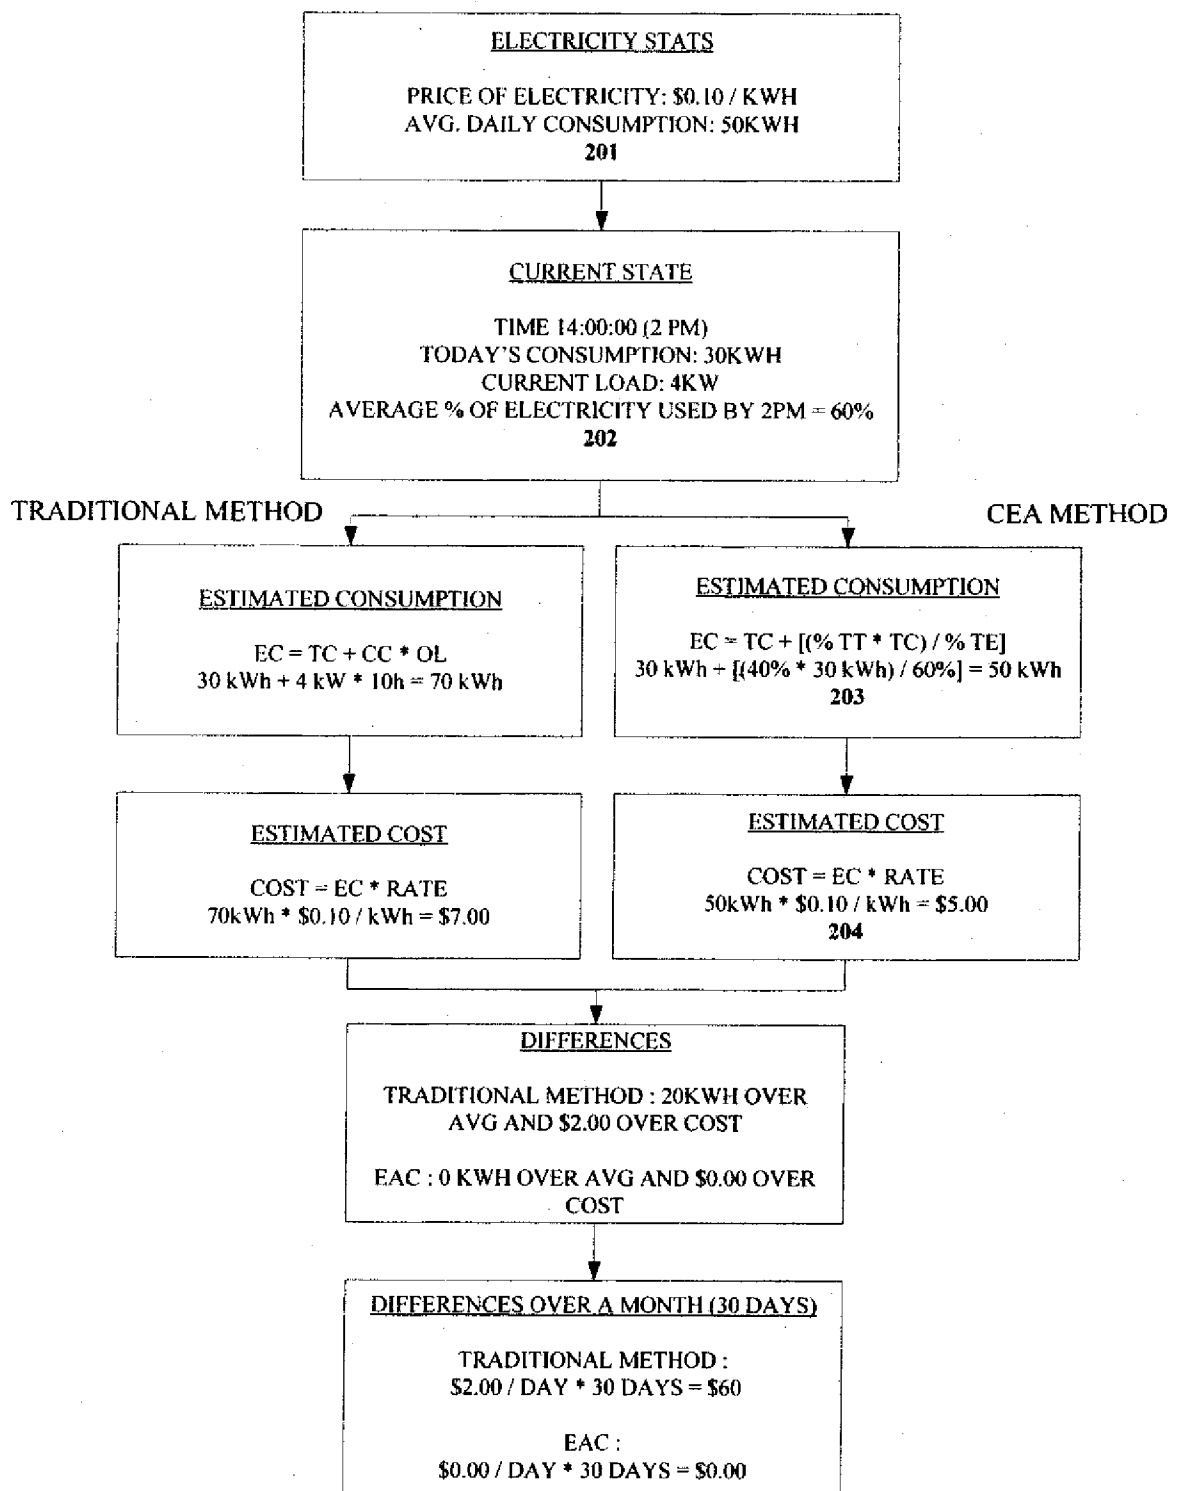 ELECTRICITY STATS
PRICE OF ELECTRICITY: $0.10 / KWH
AVG. DAILY CONSUMPTION: 50KWH
201
CURRENT STATE
TIME 14:00:00 (2 PM)
TODAY'S CONSUMPTION: 30KWH
CURRENT LOAD: 4KW
AVERAGE % OF ELECTRICITY USED BY 2PM = 60%
202
TRADITIONAL METHOD
CEA METHOD
ESTIMATED CONSUMPTION
EC = TC + CC * OL
30 kWh + 4 kW * 10h = 70 kWh
ESTIMATED CONSUMPTION
EC = TC + [(% TT * TC) / % TE]
30 kWh + [(40% * 30 kWh) / 60%] = 50 kWh
203
ESTIMATED COST
COST = EC * RATE
70kWh * $0.10 / kWh = $7.00
ESTIMATED COST
COST = EC * RATE
50kWh * $0.10 / kWh = $5.00
204
DIFFERENCES
TRADITIONAL METHOD : 20KWH OVER
AVG AND $2.00 OVER COST
EAC : 0 KWH OVER AVG AND $0.00 OVER
COST
DIFFERENCES OVER A MONTH (30 DAYS)
TRADITIONAL METHOD :
$2.00 / DAY * 30 DAYS = $60
EAC :
$0.00 / DAY * 30 DAYS = $0.00